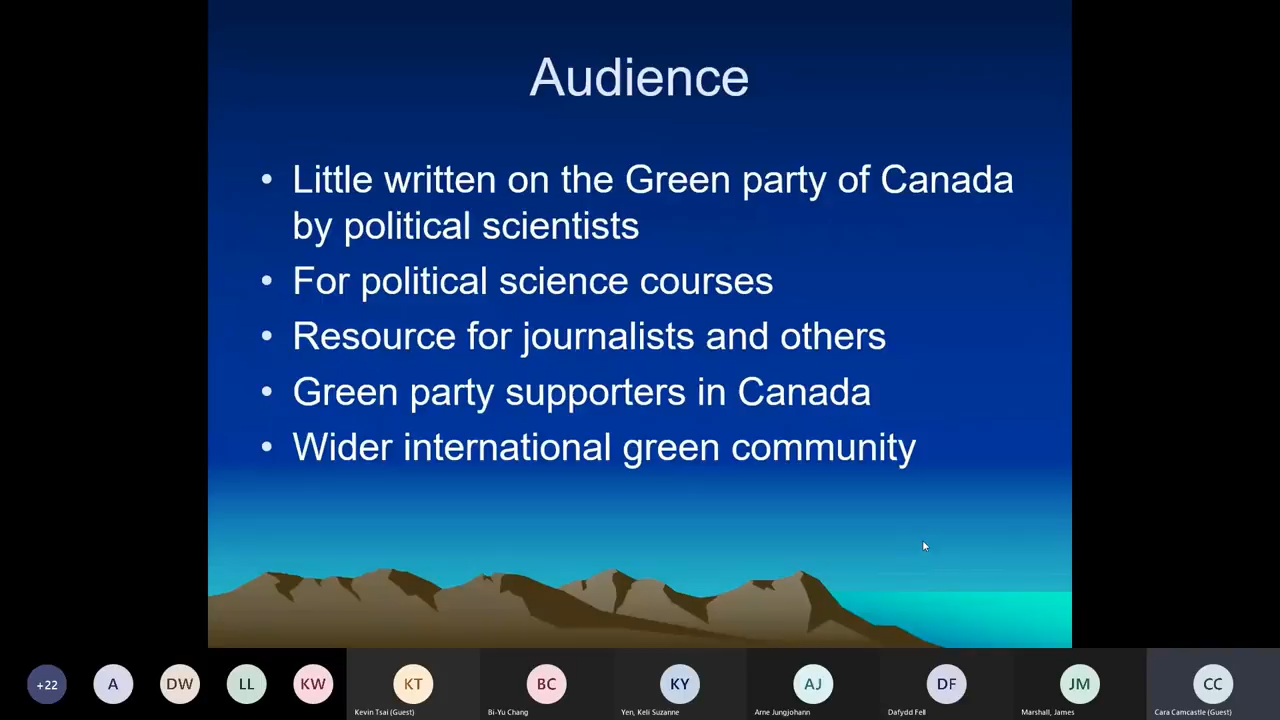 Audience
• Little written on the Green party of Canada
by political scientists
• For political science courses
• Resource for journalists and others
• Green party supporters in Canada
• Wider international green community
+22
A
DW
LL
KW
KT
BC
KY
AJ
DF
JM
CC
Kevin Tsai (Guest)
Bi-Yu Chang
Yen, Keli Suzanne
Arne Jungjohann
Dafydd Fell
Marshall, James
Cara Camcastle (Guest)